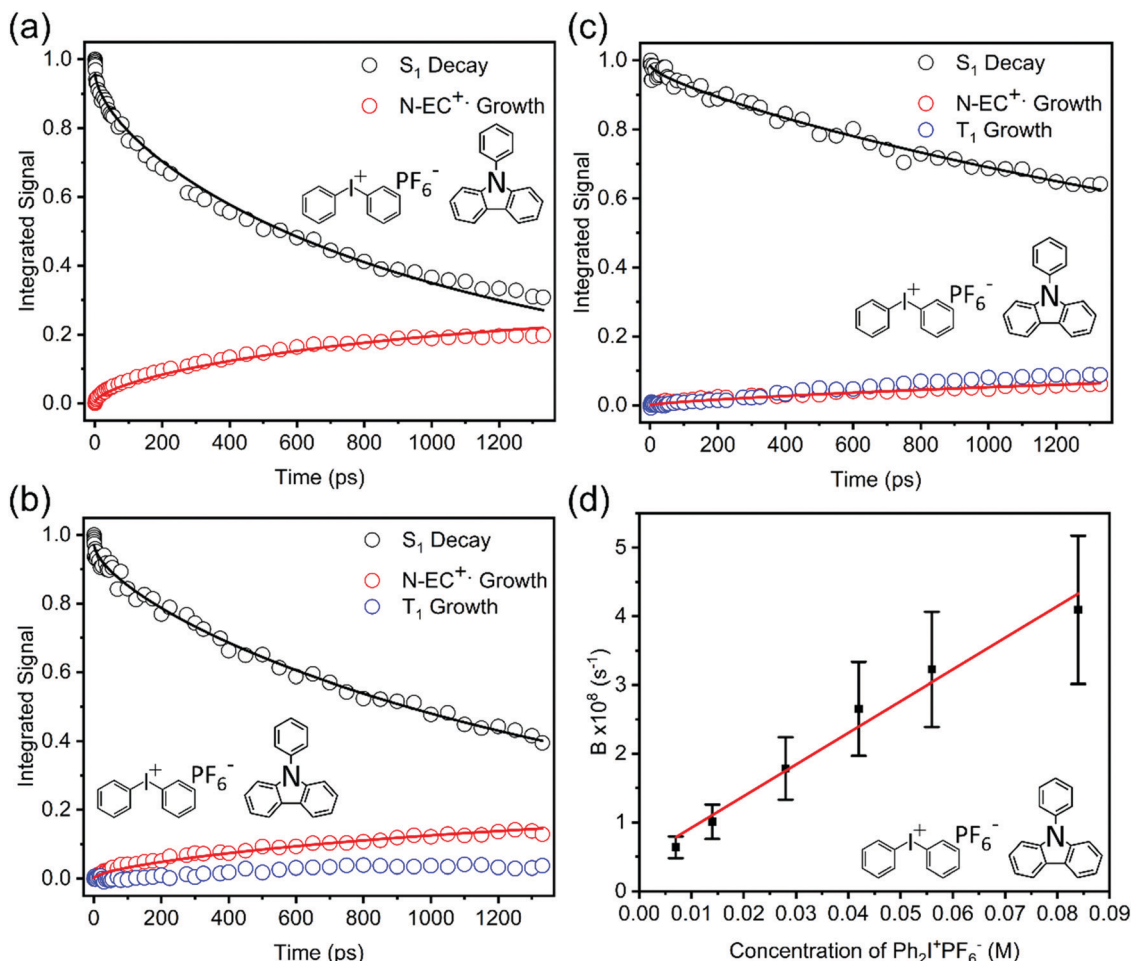 (a)
1.0
0.8
0.6
0.4
0.2
0.0
Integrated Signal
S₁ Decay
N-EC⁺· Growth
I⁺
PF₆⁻
N
0 200 400 600 800 1000 1200
Time (ps)
(b)
1.0
0.8
0.6
0.4
0.2
0.0
Integrated Signal
S₁ Decay
N-EC⁺· Growth
T₁ Growth
I⁺
PF₆⁻
N
0 200 400 600 800 1000 1200
Time (ps)
(c)
1.0
0.8
0.6
0.4
0.2
0.0
Integrated Signal
S₁ Decay
N-EC⁺· Growth
T₁ Growth
I⁺
PF₆⁻
N
0 200 400 600 800 1000 1200
Time (ps)
(d)
5
4
3
2
1
0
B x10⁸ (s⁻¹)
I⁺
PF₆⁻
N
0.00 0.01 0.02 0.03 0.04 0.05 0.06 0.07 0.08 0.09
Concentration of Ph₂I⁺PF₆⁻ (M)